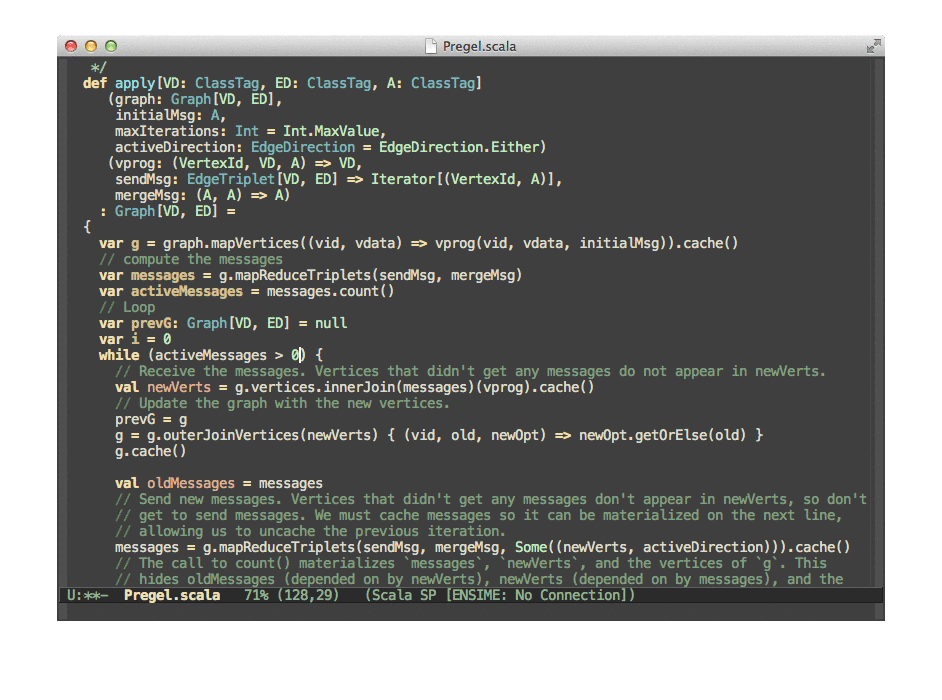 Pregel.scala
   */
  def apply[VD: ClassTag, ED: ClassTag, A: ClassTag]
     (graph: Graph[VD, ED],
      initialMsg: A,
      maxIterations: Int = Int.MaxValue,
      activeDirection: EdgeDirection = EdgeDirection.Either)
     (vprog: (VertexId, VD, A) => VD,
      sendMsg: EdgeTriplet[VD, ED] => Iterator[(VertexId, A)],
      mergeMsg: (A, A) => A)
    : Graph[VD, ED] =
  {
    var g = graph.mapVertices((vid, vdata) => vprog(vid, vdata, initialMsg)).cache()
    // compute the messages
    var messages = g.mapReduceTriplets(sendMsg, mergeMsg)
    var activeMessages = messages.count()
    // Loop
    var prevG: Graph[VD, ED] = null
    var i = 0
    while (activeMessages > 0) {
      // Receive the messages. Vertices that didn't get any messages do not appear in newVerts.
      val newVerts = g.vertices.innerJoin(messages)(vprog).cache()
      // Update the graph with the new vertices.
      prevG = g
      g = g.outerJoinVertices(newVerts) { (vid, old, newOpt) => newOpt.getOrElse(old) }
      g.cache()

      val oldMessages = messages
      // Send new messages. Vertices that didn't get any messages don't appear in newVerts, so don't
      // get to send messages. We must cache messages so it can be materialized on the next line,
      // allowing us to uncache the previous iteration.
      messages = g.mapReduceTriplets(sendMsg, mergeMsg, Some((newVerts, activeDirection))).cache()
      // The call to count() materializes `messages`, `newVerts`, and the vertices of `g`. This
      // hides oldMessages (depended on by newVerts), newVerts (depended on by messages), and the
U:**-  Pregel.scala   71% (128,29)   (Scala SP [ENSIME: No Connection])